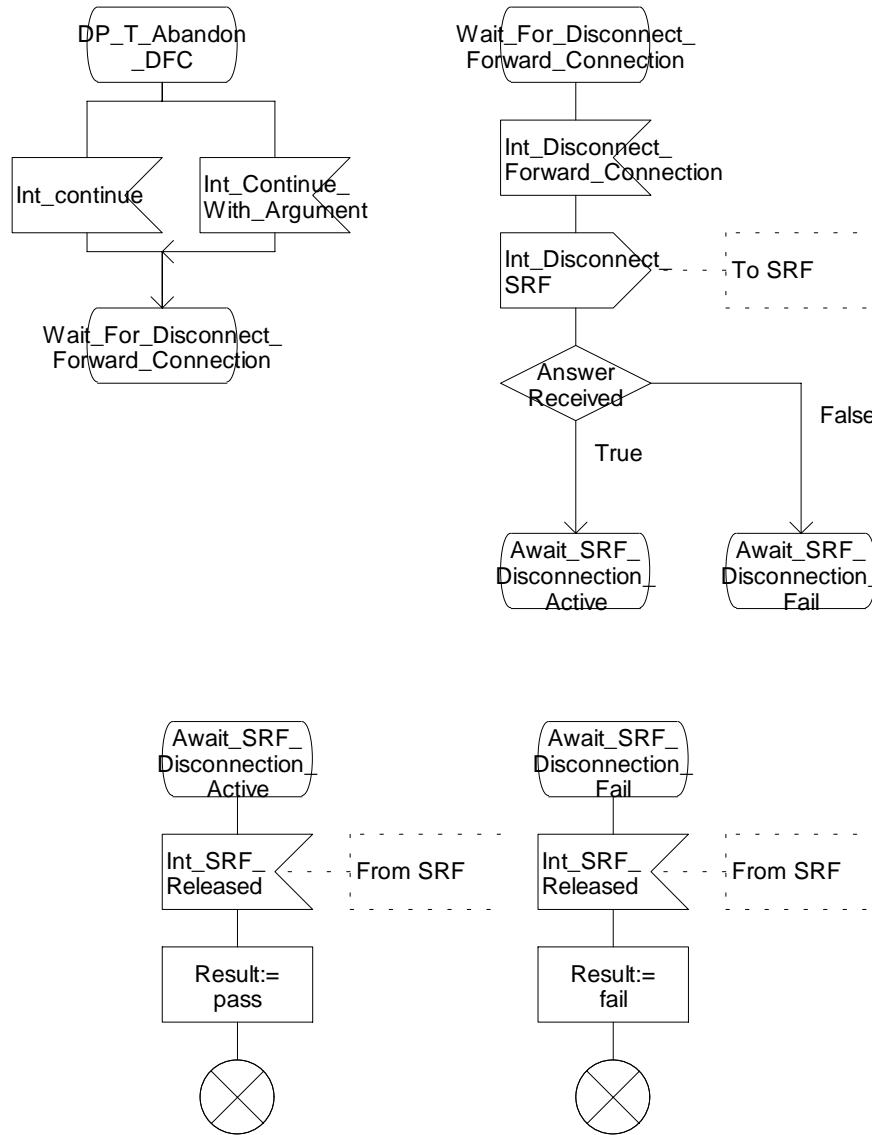 DP_T_Abandon
_DFC
Int_continue
Int_Continue_
With_Argument
Wait_For_Disconnect_
Forward_Connection
Wait_For_Disconnect_
Forward_Connection
Int_Disconnect_
Forward_Connection
Int_Disconnect_
SRF
To SRF
Answer
Received
False
True
Await_SRF_
Disconnection_
Active
Await_SRF_
Disconnection_
Fail
Await_SRF_
Disconnection_
Active
Int_SRF_
Released
From SRF
Result:=
pass
Await_SRF_
Disconnection_
Fail
Int_SRF_
Released
From SRF
Result:=
fail